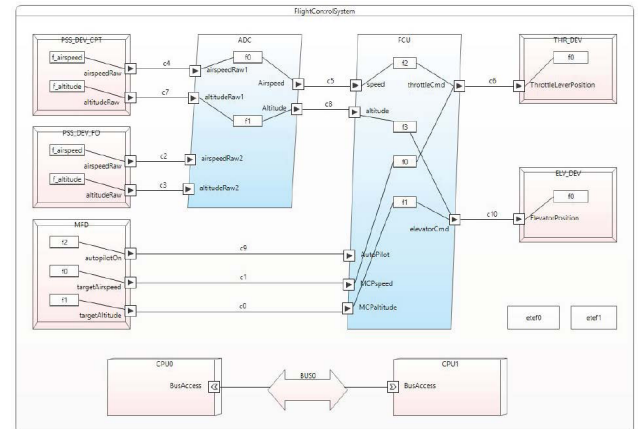 FlightControlSystem
PSS_DEV_CPT
f_airspeed
airspeedRaw
f_altitude
altitudeRaw
c4
c7
ADC
f0
airspeedRaw1
Airspeed
altitudeRaw1
Altitude
f1
airspeedRaw2
altitudeRaw2
c5
c8
FCU
f2
speed
throttleCmd
altitude
f3
f0
f1
elevatorCmd
AutoPilot
MCPspeed
MCPaltitude
c6
THR_DEV
f0
ThrottleLeverPosition
PSS_DEV_FO
f_airspeed
airspeedRaw
f_altitude
altitudeRaw
c2
c3
c10
ELV_DEV
f0
ElevatorPosition
MFD
f2
autopilotOn
f0
targetAirspeed
f1
targetAltitude
c9
c1
c0
etef0
etef1
CPU0
BusAccess
BUS0
CPU1
BusAccess